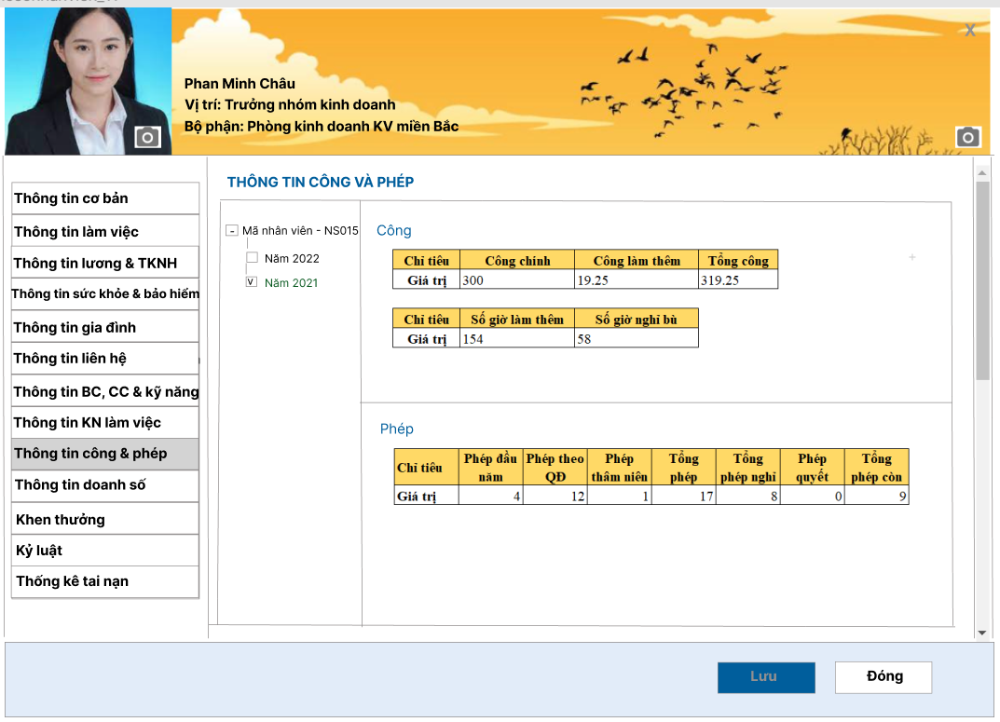 X
Phan Minh Châu
Vị trí: Trưởng nhóm kinh doanh
Bộ phận: Phòng kinh doanh KV miền Bắc
Thông tin cơ bản
Thông tin làm việc
Thông tin lương & TKNH
Thông tin sức khỏe & bảo hiểm
Thông tin gia đình
Thông tin liên hệ
Thông tin BC, CC & kỹ năng
Thông tin KN làm việc
Thông tin công & phép
Thông tin doanh số
Khen thưởng
Kỷ luật
Thống kê tai nạn
THÔNG TIN CÔNG VÀ PHÉP
- Mã nhân viên - NS015
Năm 2022
v Năm 2021
Công
Chỉ tiêu Công chính Công làm thêm Tổng công
Giá trị 300 19.25 319.25
Chỉ tiêu Số giờ làm thêm Số giờ nghỉ bù
Giá trị 154 58
Phép
Chỉ tiêu Phép đầu năm Phép theo QĐ Phép thâm niên Tổng phép Tổng phép nghỉ Phép quyết Tổng phép còn
Giá trị 4 12 1 17 8 0 9
Lưu Đóng